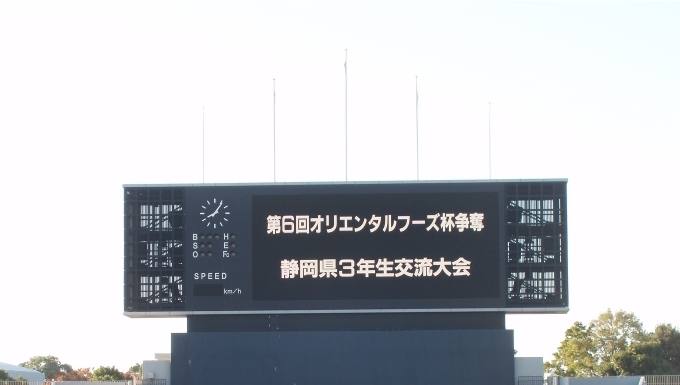 第6回オリエンタルフーズ杯争奪
静岡県3年生交流大会
B H
S E
O Fc
SPEED
km/h